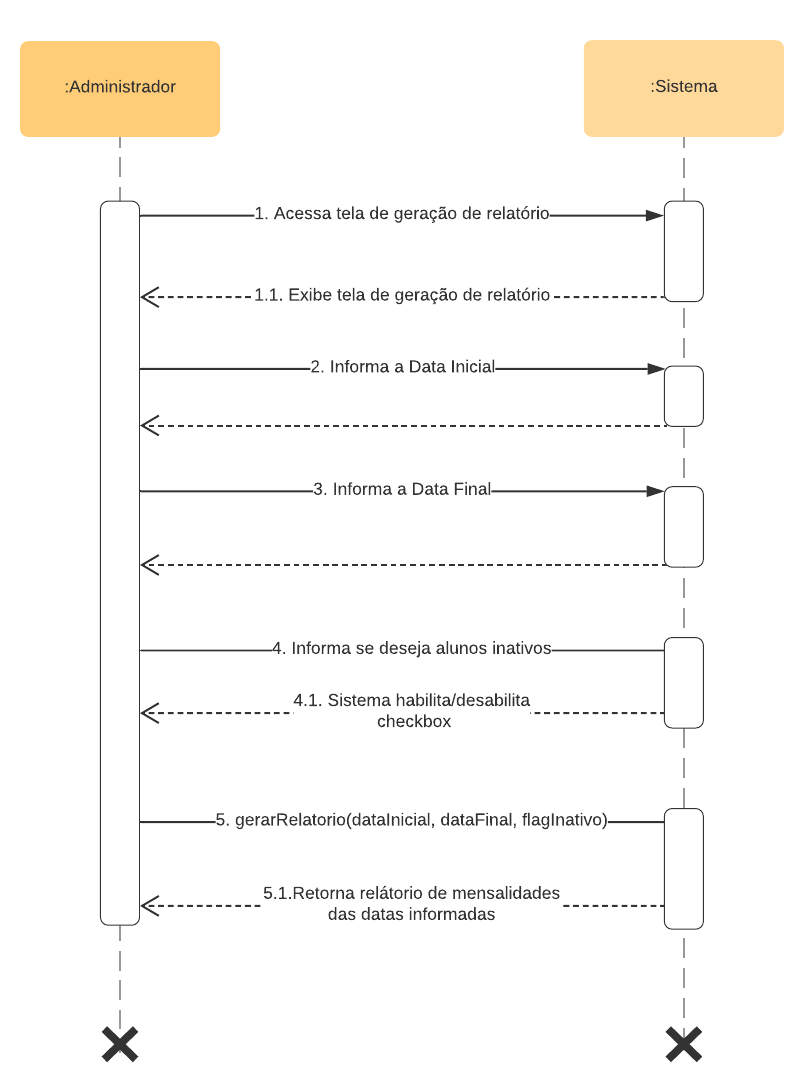 :Administrador
:Sistema
1. Acessa tela de geração de relatório
1.1. Exibe tela de geração de relatório
2. Informa a Data Inicial
3. Informa a Data Final
4. Informa se deseja alunos inativos
4.1. Sistema habilita/desabilita
checkbox
5. gerarRelatorio(dataInicial, dataFinal, flagInativo)
5.1.Retorna relátorio de mensalidades
das datas informadas